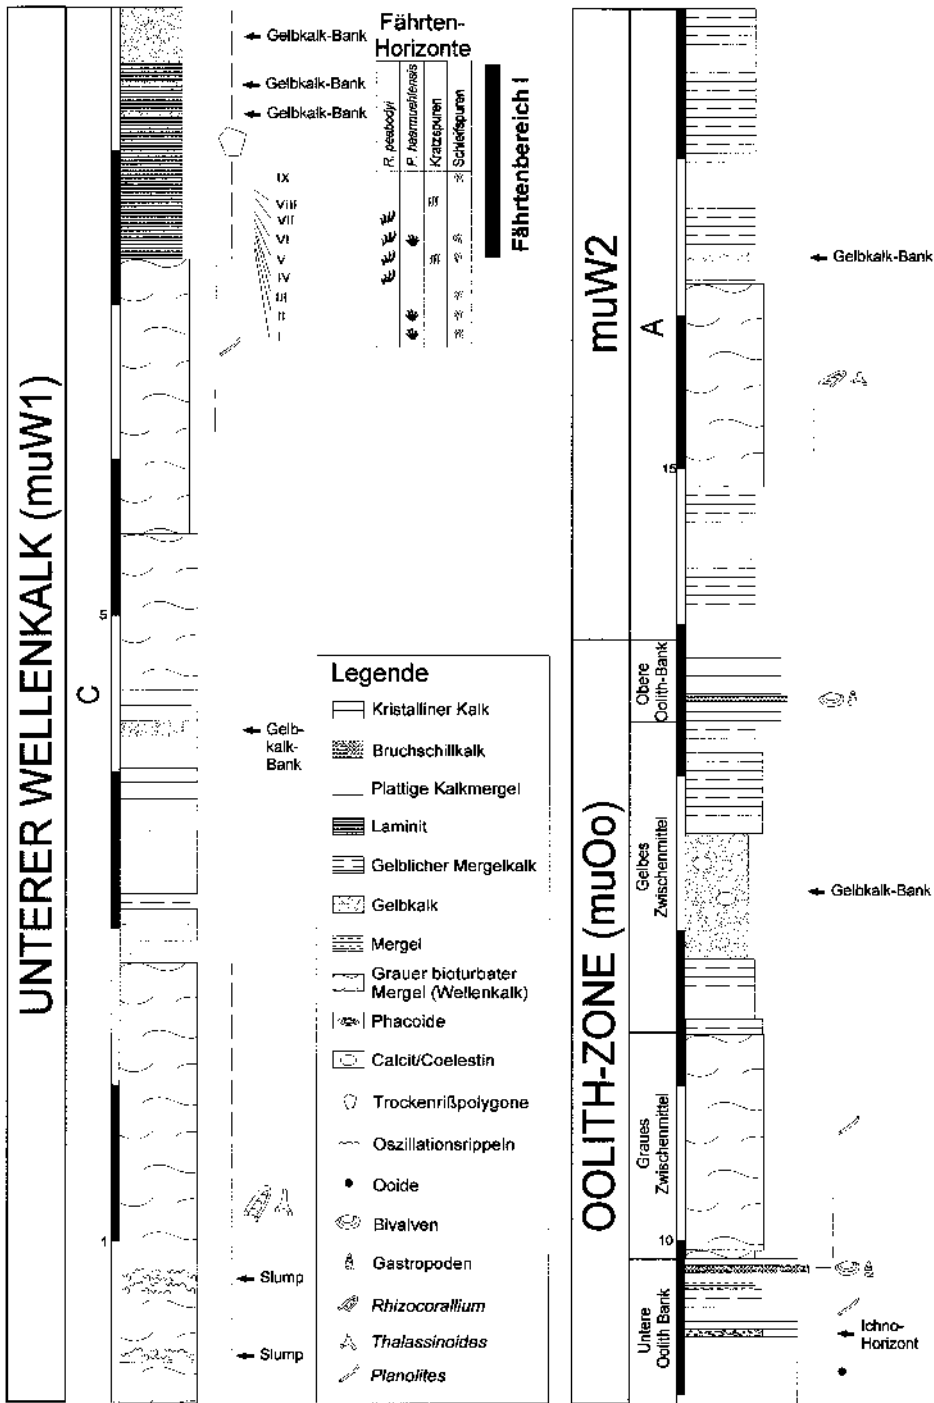 UNTERER WELLENKALK (muW1)
C
5
1
Gelbkalk-Bank
Gelbkalk-Bank
Gelbkalk-Bank
Gelb-
kalk-
Bank
Slump
Slump
Fährten-
Horizonte
R. peabodyi
P. haarmuehlensis
Kratzspuren
Schleifspuren
IX
VIII
VII
VI
V
IV
III
II
I
Fährtenbereich I
Legende
Kristalliner Kalk
Bruchschillkalk
Plattige Kalkmergel
Laminit
Gelblicher Mergelkalk
Gelbkalk
Mergel
Grauer bioturbater
Mergel (Wellenkalk)
Phacoide
Calcit/Coelestin
Trockenrißpolygone
Oszillationsrippeln
Ooide
Bivalven
Gastropoden
Rhizocorallium
Thalassinoides
Planolites
muW2
A
15
10
OOLITH-ZONE (muOo)
Obere
Oolith-Bank
Gelbes
Zwischenmittel
Graues
Zwischenmittel
Untere
Oolith Bank
Gelbkalk-Bank
Gelbkalk-Bank
Ichno-
Horizont